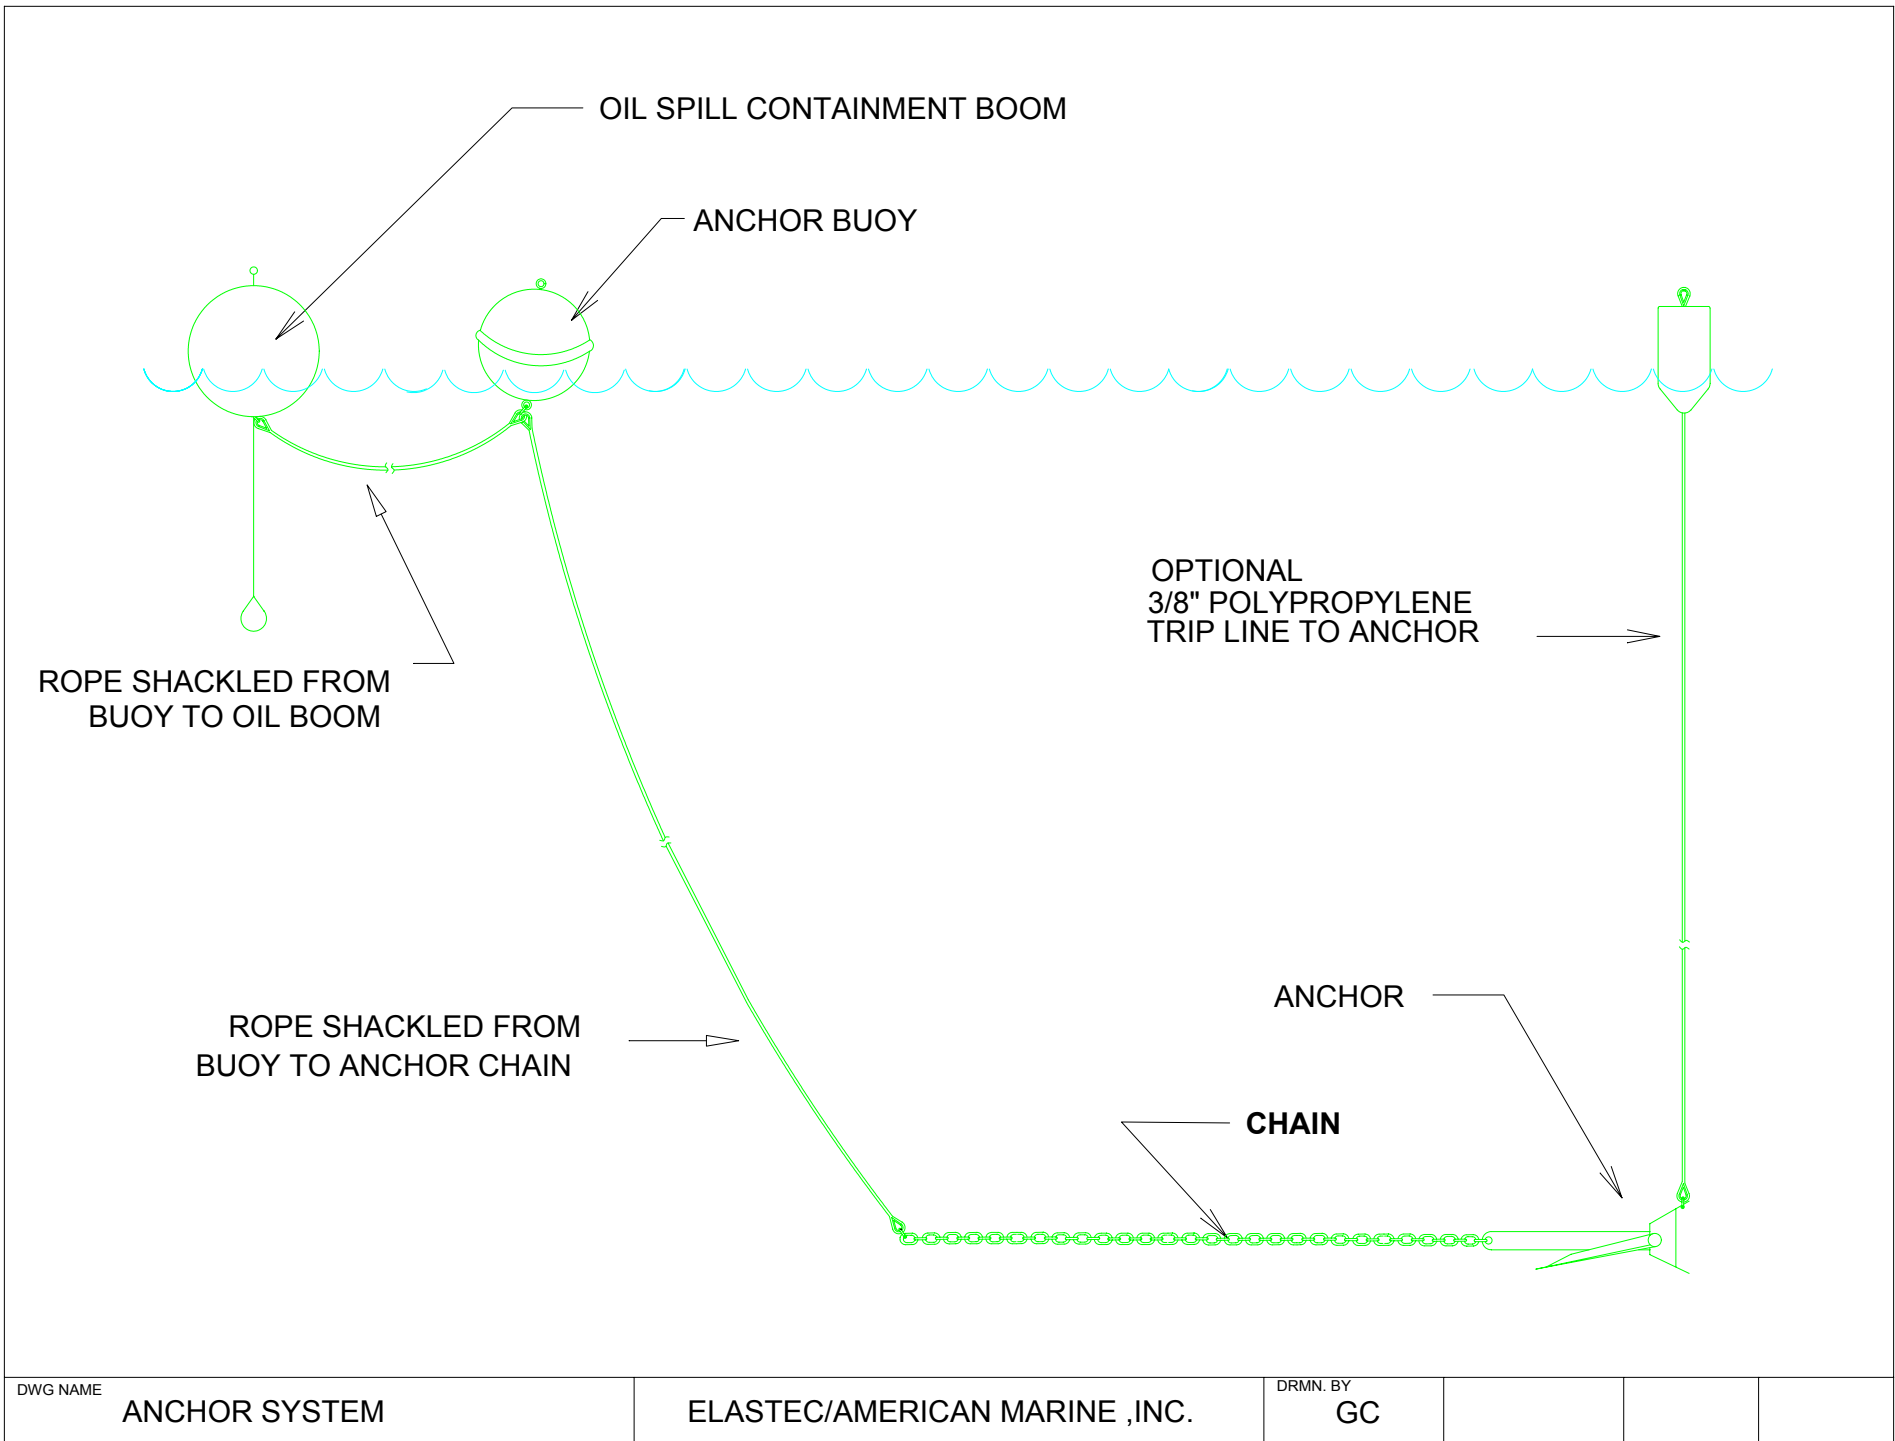 OIL SPILL CONTAINMENT BOOM
ANCHOR BUOY
OPTIONAL
3/8" POLYPROPYLENE
TRIP LINE TO ANCHOR
ROPE SHACKLED FROM
BUOY TO OIL BOOM
ANCHOR
ROPE SHACKLED FROM
BUOY TO ANCHOR CHAIN
CHAIN
DWG NAME
ANCHOR SYSTEM
ELASTEC/AMERICAN MARINE ,INC.
DRMN. BY
GC